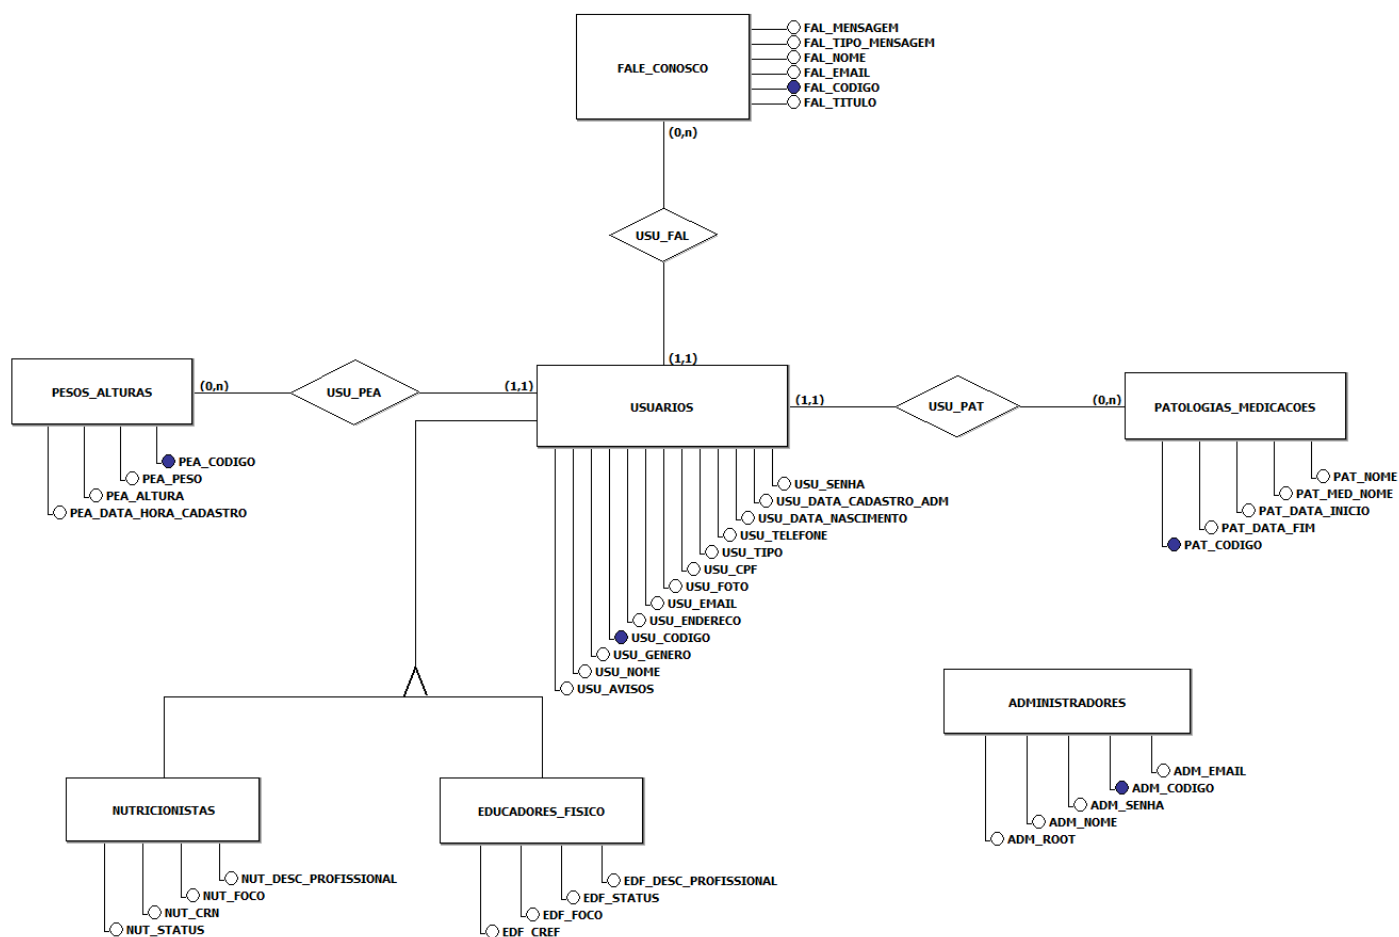 FALE_CONOSCO
FAL_MENSAGEM
FAL_TIPO_MENSAGEM
FAL_NOME
FAL_EMAIL
FAL_CODIGO
FAL_TITULO
(0,n)
USU_FAL
(1,1)
PESOS_ALTURAS
(0,n)
USU_PEA
(1,1)
USUARIOS
(1,1)
USU_PAT
(0,n)
PATOLOGIAS_MEDICACOES
PEA_CODIGO
PEA_PESO
PEA_ALTURA
PEA_DATA_HORA_CADASTRO
USU_SENHA
USU_DATA_CADASTRO_ADM
USU_DATA_NASCIMENTO
USU_TELEFONE
USU_TIPO
USU_CPF
USU_FOTO
USU_EMAIL
USU_ENDERECO
USU_CODIGO
USU_GENERO
USU_NOME
USU_AVISOS
PAT_NOME
PAT_MED_NOME
PAT_DATA_INICIO
PAT_DATA_FIM
PAT_CODIGO
ADMINISTRADORES
ADM_EMAIL
ADM_CODIGO
ADM_SENHA
ADM_NOME
ADM_ROOT
NUTRICIONISTAS
NUT_DESC_PROFISSIONAL
NUT_FOCO
NUT_CRN
NUT_STATUS
EDUCADORES_FISICO
EDF_DESC_PROFISSIONAL
EDF_STATUS
EDF_FOCO
EDF_CREF